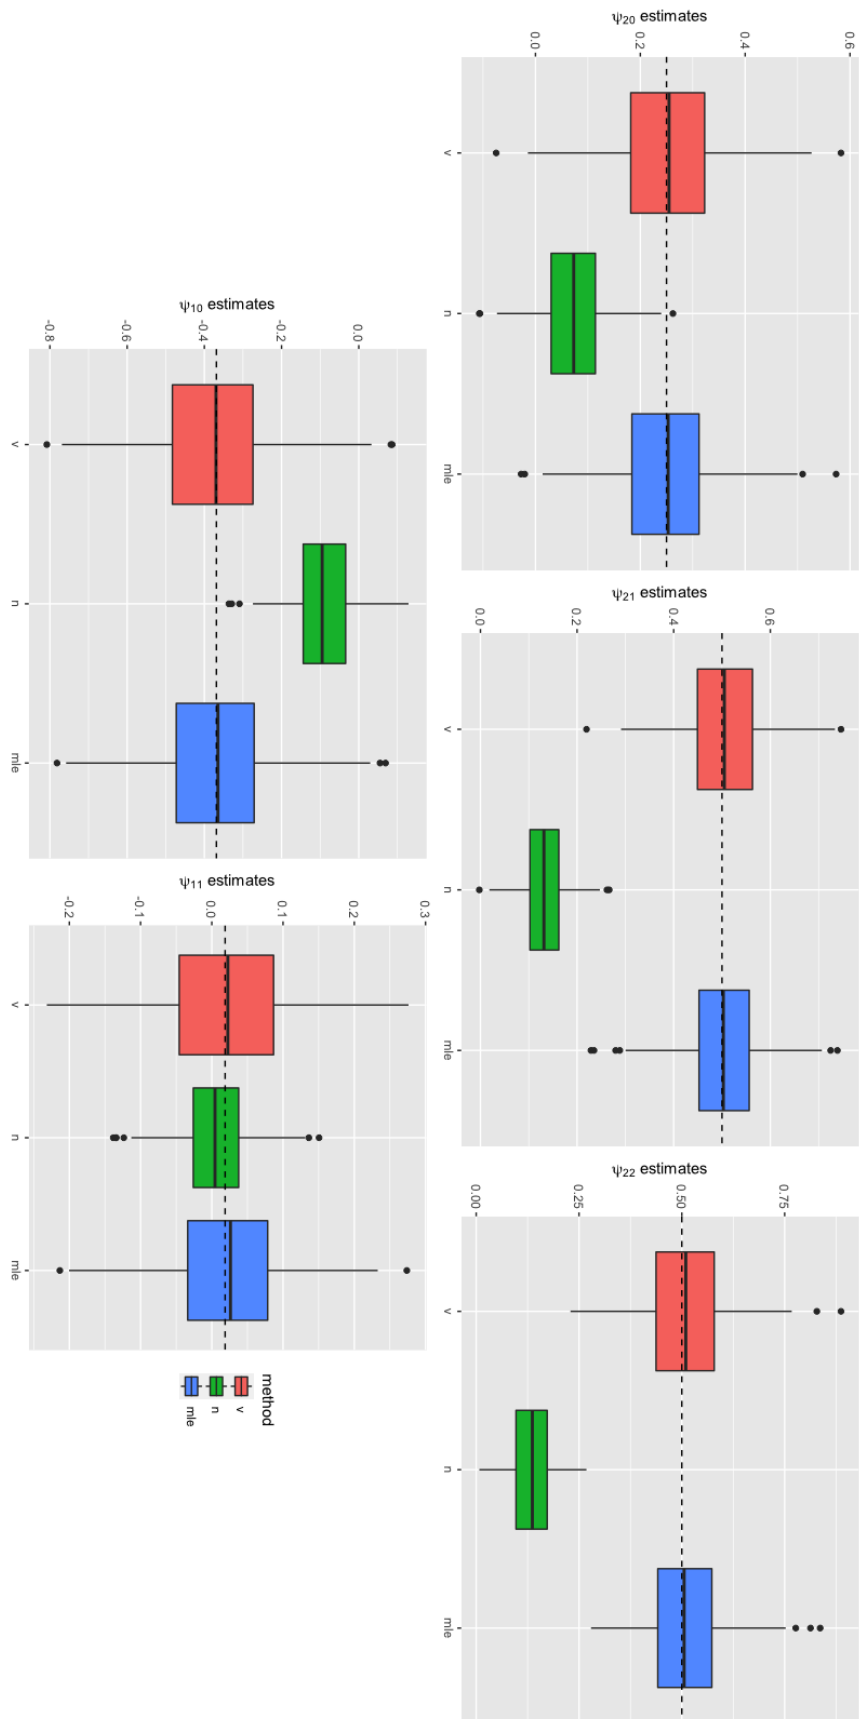 ψ20 estimates
0.6
0.4
0.2
0.0
v n mle
ψ21 estimates
0.6
0.4
0.2
0.0
v n mle
ψ22 estimates
0.75
0.50
0.25
0.00
v n mle
ψ10 estimates
0.0
-0.2
-0.4
-0.6
-0.8
v n mle
ψ11 estimates
0.3
0.2
0.1
0.0
-0.1
-0.2
v n mle
method
v
n
mle